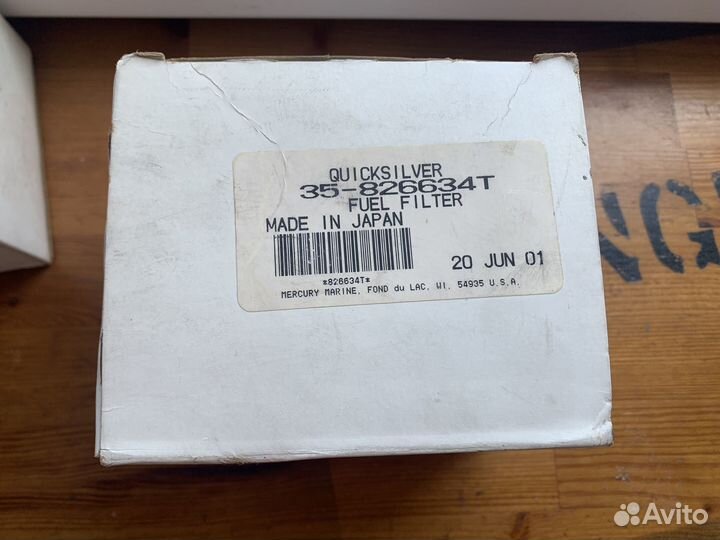 QUICKSILVER
35-826634T
FUEL FILTER
MADE IN JAPAN
20 JUN 01
*826634T*
MERCURY MARINE, FOND du LAC, WI. 54935 U.S.A.
NG
Avito